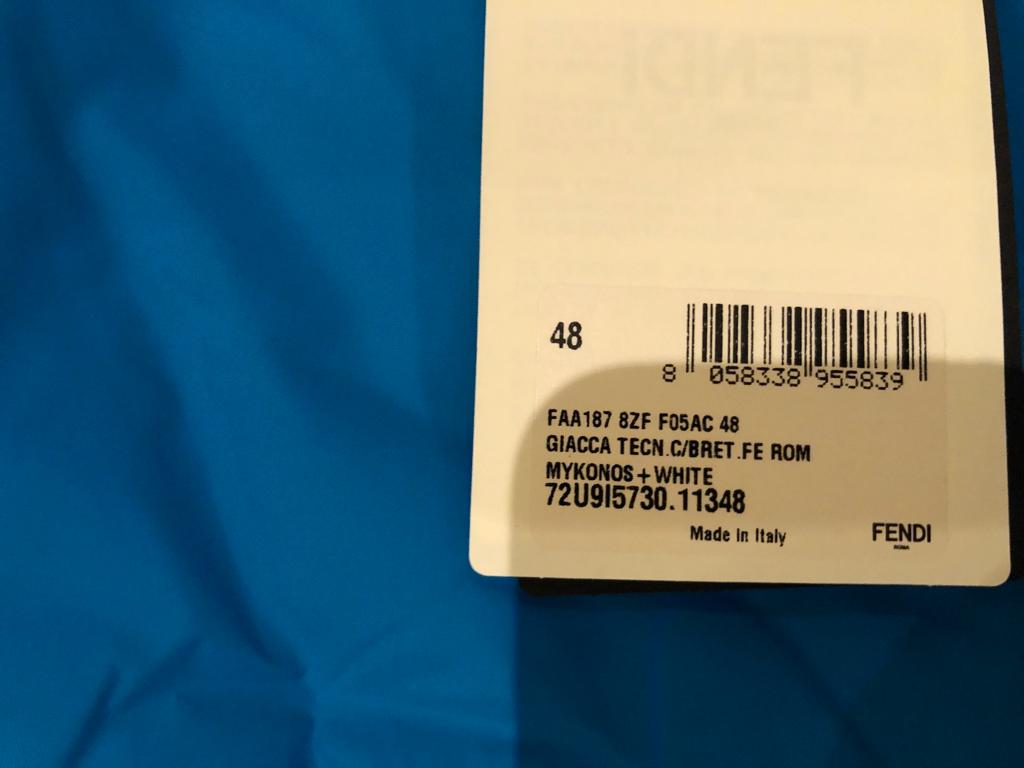 48
8 058338 955839
FAA187 8ZF F05AC 48
GIACCA TECN.C/BRET.FE ROM
MYKONOS+WHITE
72U9I5730.11348
Made in Italy
FENDI
ROMA